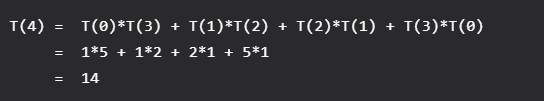 T(4) = T(0)*T(3) + T(1)*T(2) + T(2)*T(1) + T(3)*T(0)
= 1*5 + 1*2 + 2*1 + 5*1
= 14